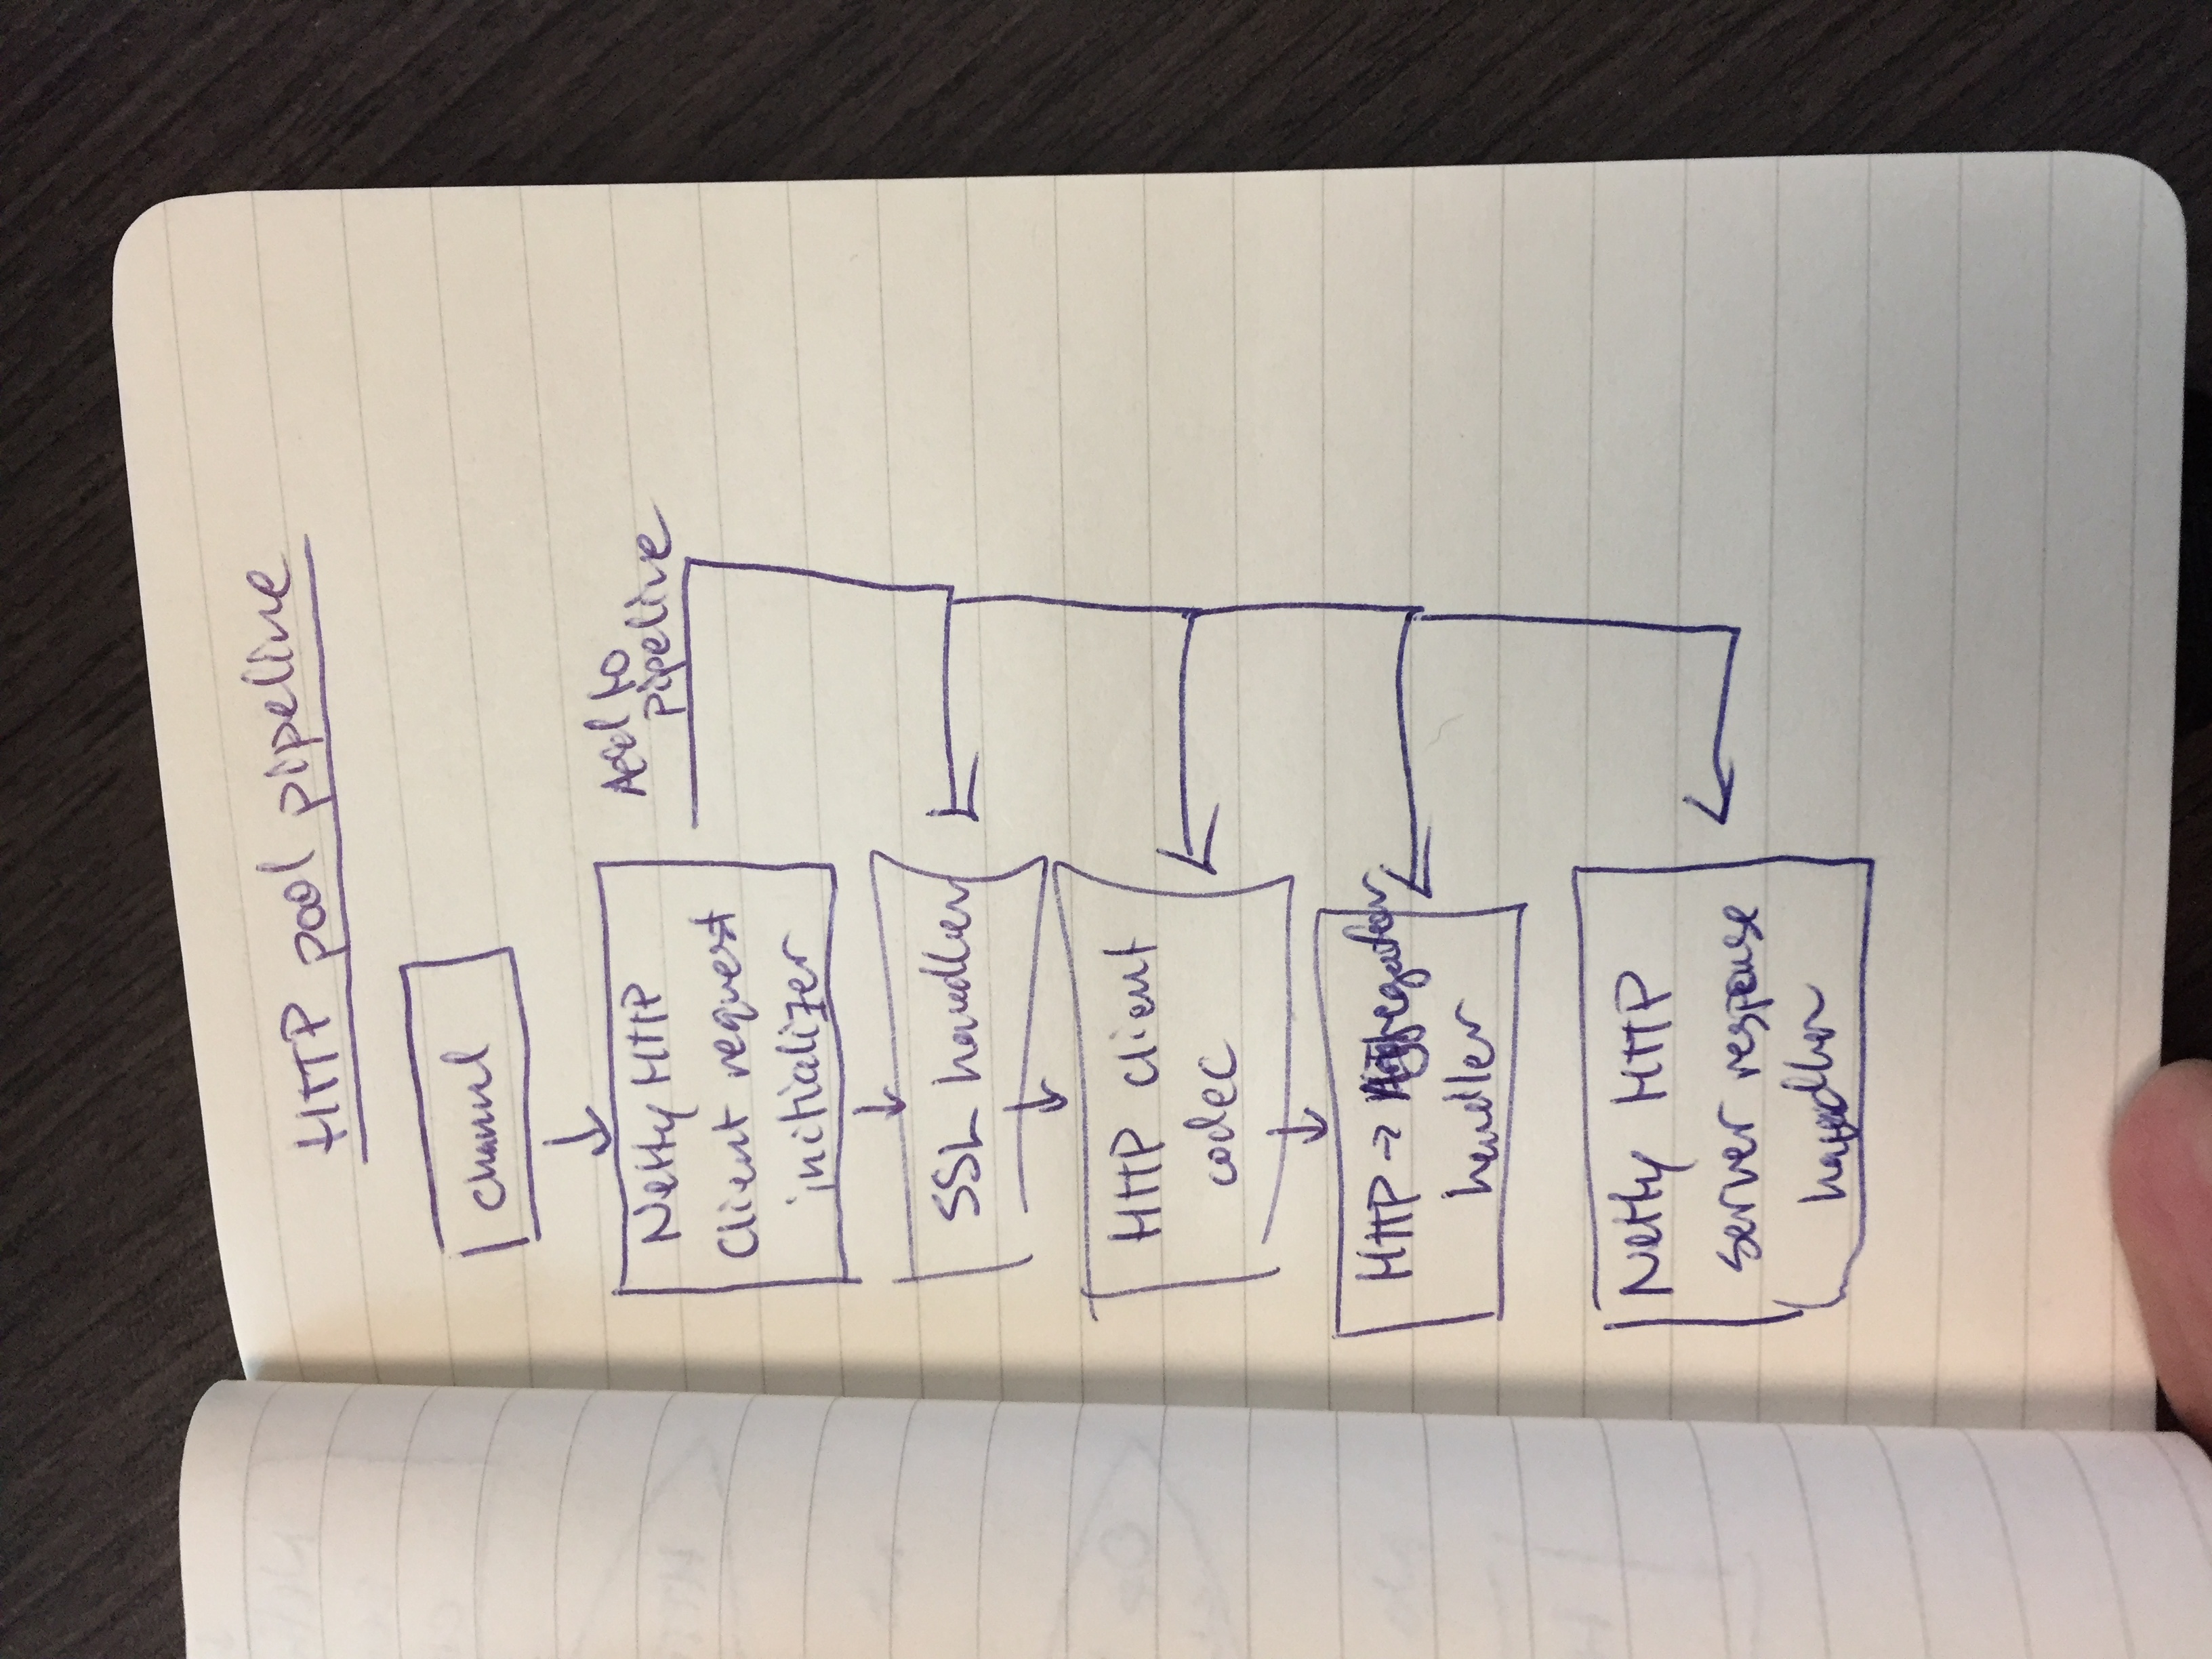 HTTP pool pipeline
Channel
Netty HTTP
Client request
initializer
Add to
pipeline
SSL handler
HTTP client
codec
HTTP → Aggregator
handler
Netty HTTP
server response
handler